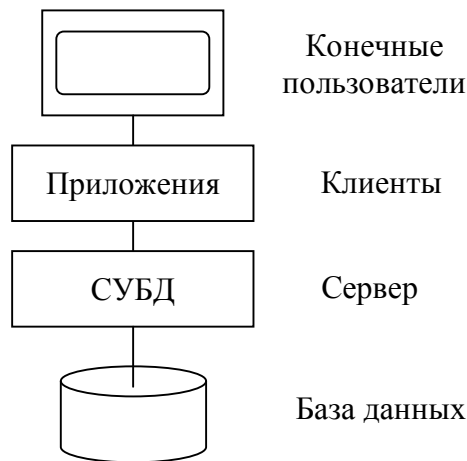 Конечные
пользователи
Приложения
Клиенты
СУБД
Сервер
База данных